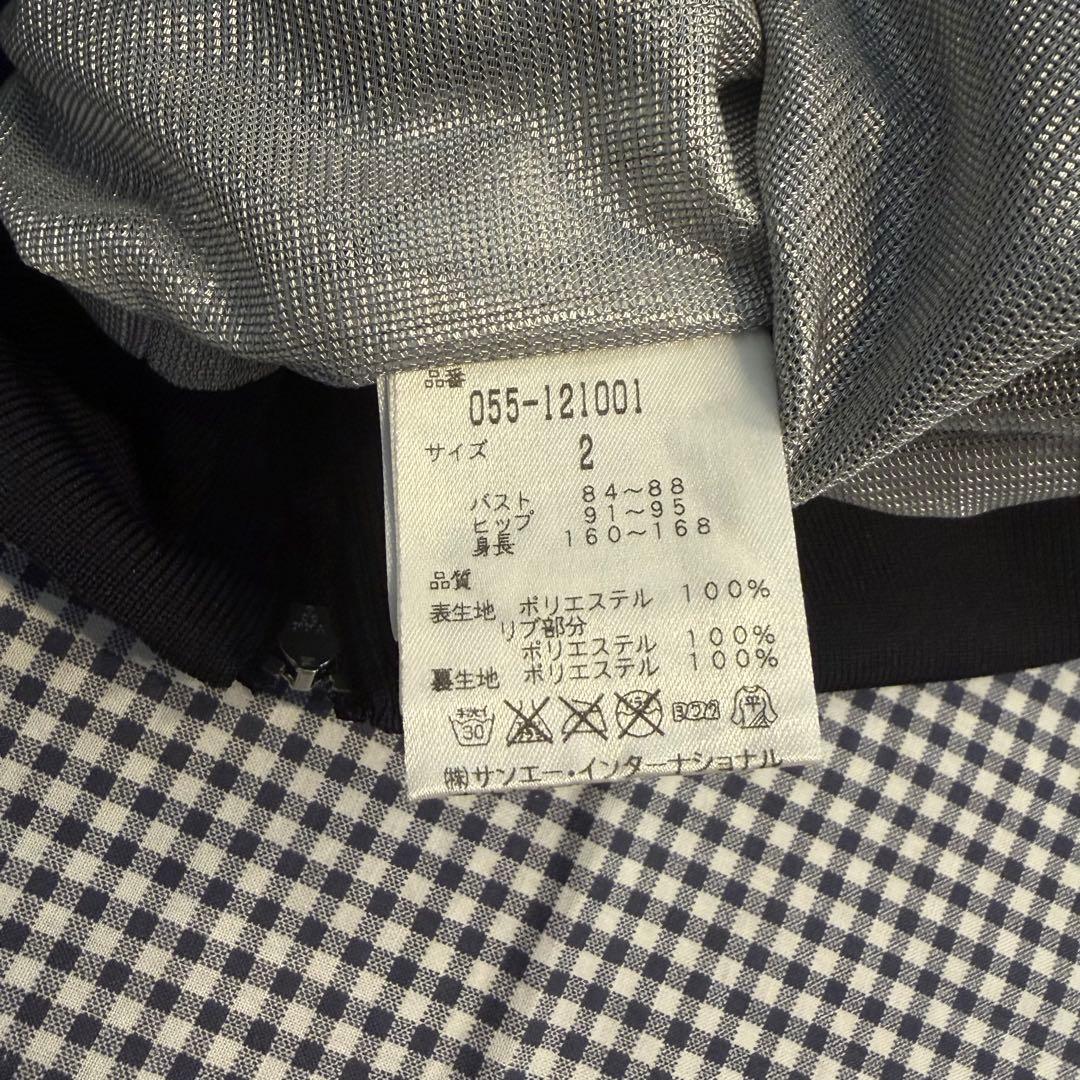 品番
055-121001
サイズ 2
バスト 84～88
ヒップ 91～95
身長 160～168
品質
表生地 ポリエステル 100%
リブ部分
ポリエステル 100%
裏生地 ポリエステル 100%
30 平
㈱サンエー・インターナショナル